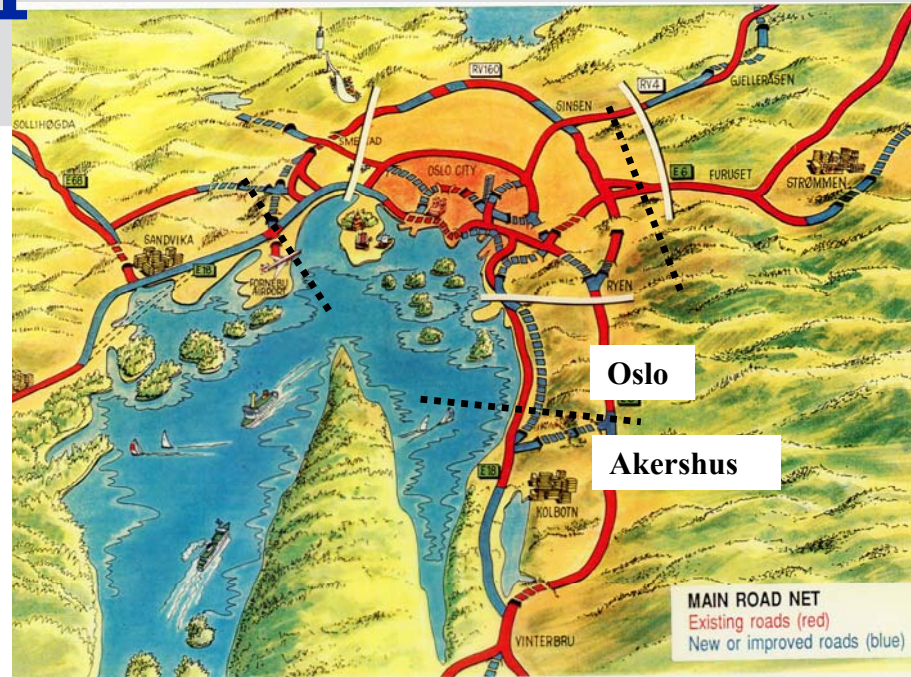 RV160
SOLLIHØGDA
SMESTAD
SINSEN
RV4
GJELLERÅSEN
E68
OSLO CITY
E6
FURUSET
STRØMMEN
SANDVIKA
E18
FORNEBU
AIRPORT
RYEN
Oslo
Akershus
E18
KOLBOTN
VINTERBRU
MAIN ROAD NET
Existing roads (red)
New or improved roads (blue)